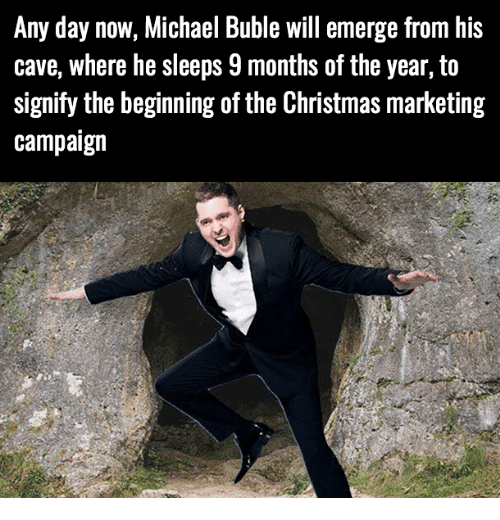 Any day now, Michael Buble will emerge from his
cave, where he sleeps 9 months of the year, to
signify the beginning of the Christmas marketing
campaign